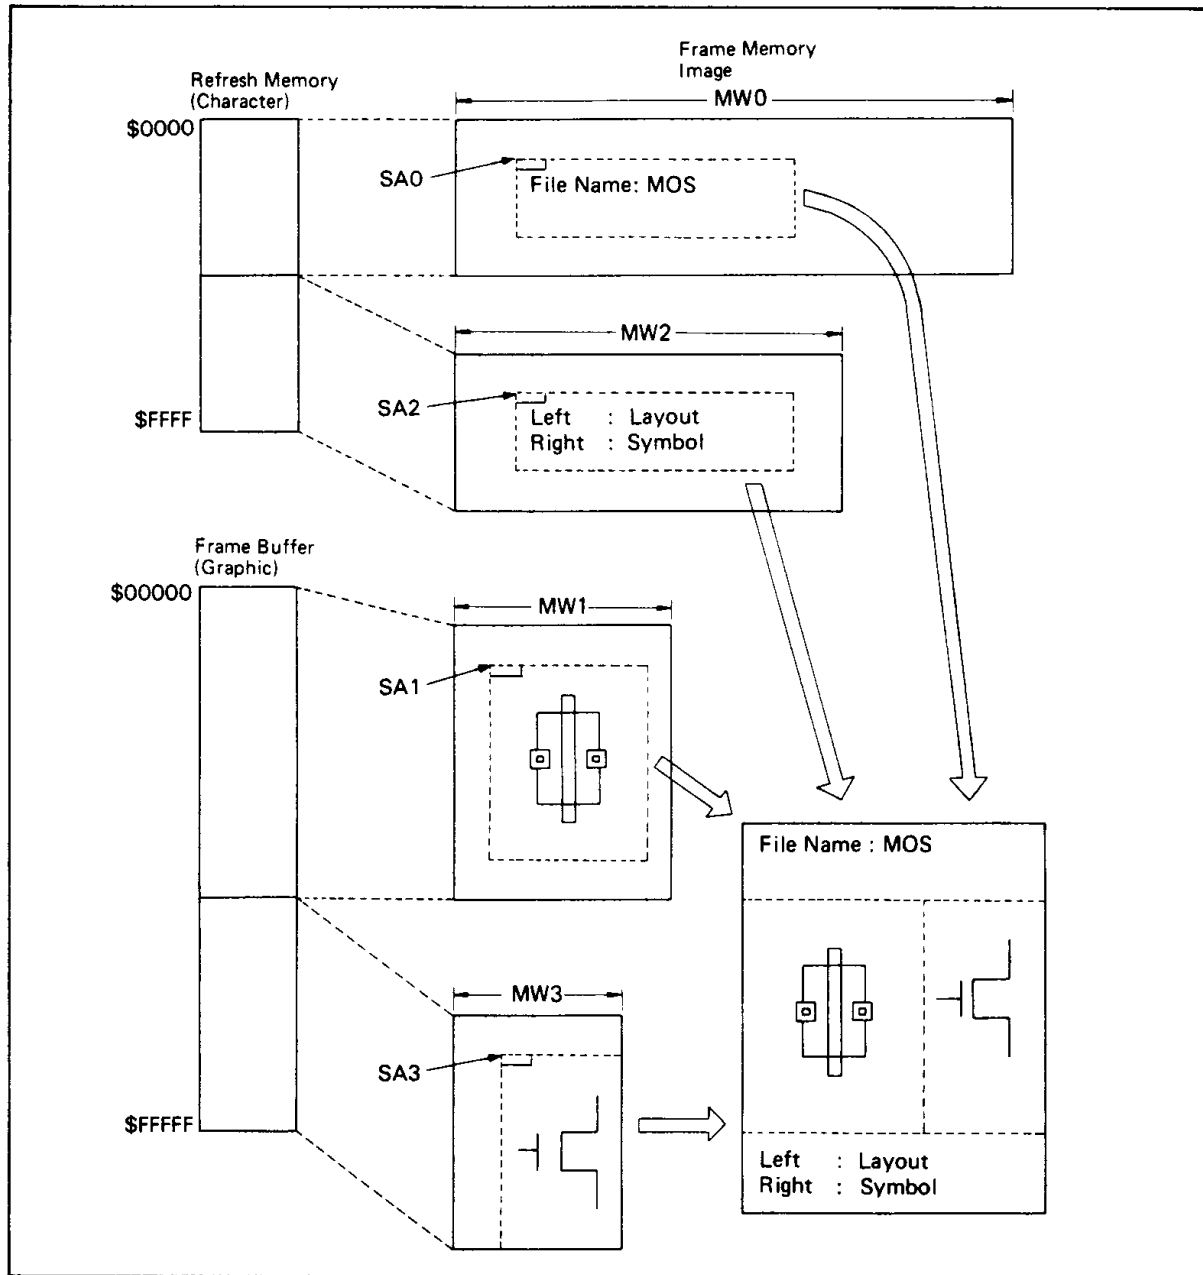 Frame Memory
Image
Refresh Memory
(Character)
MW0
$0000
SA0
File Name: MOS
MW2
SA2
Left : Layout
Right : Symbol
$FFFF
Frame Buffer
(Graphic)
$00000
MW1
SA1
File Name : MOS
MW3
SA3
$FFFFF
Left : Layout
Right : Symbol